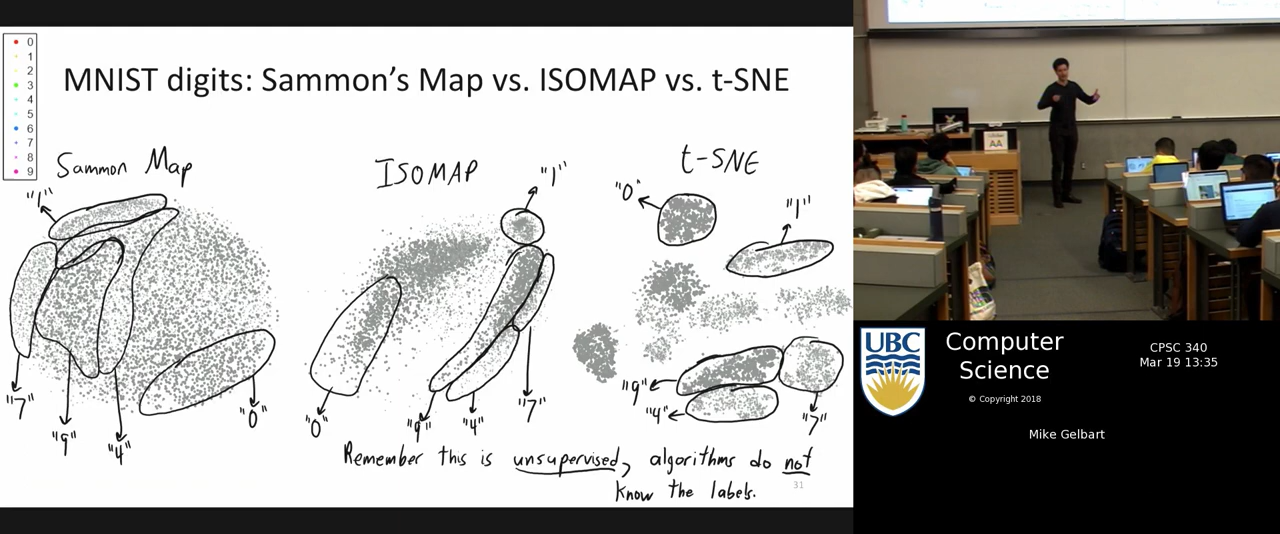 0
1
2
3
4
5
6
7
8
9
MNIST digits: Sammon's Map vs. ISOMAP vs. t-SNE
Sammon Map
"1"
"7"
"9"
"4"
"0"
ISOMAP
"1"
"0"
"9"
"4"
"7"
t-SNE
"0"
"1"
"9"
"4"
"7"
Remember this is unsupervised, algorithms do not
know the labels.
31
AA
UBC
Computer
Science
© Copyright 2018
CPSC 340
Mar 19 13:35
Mike Gelbart